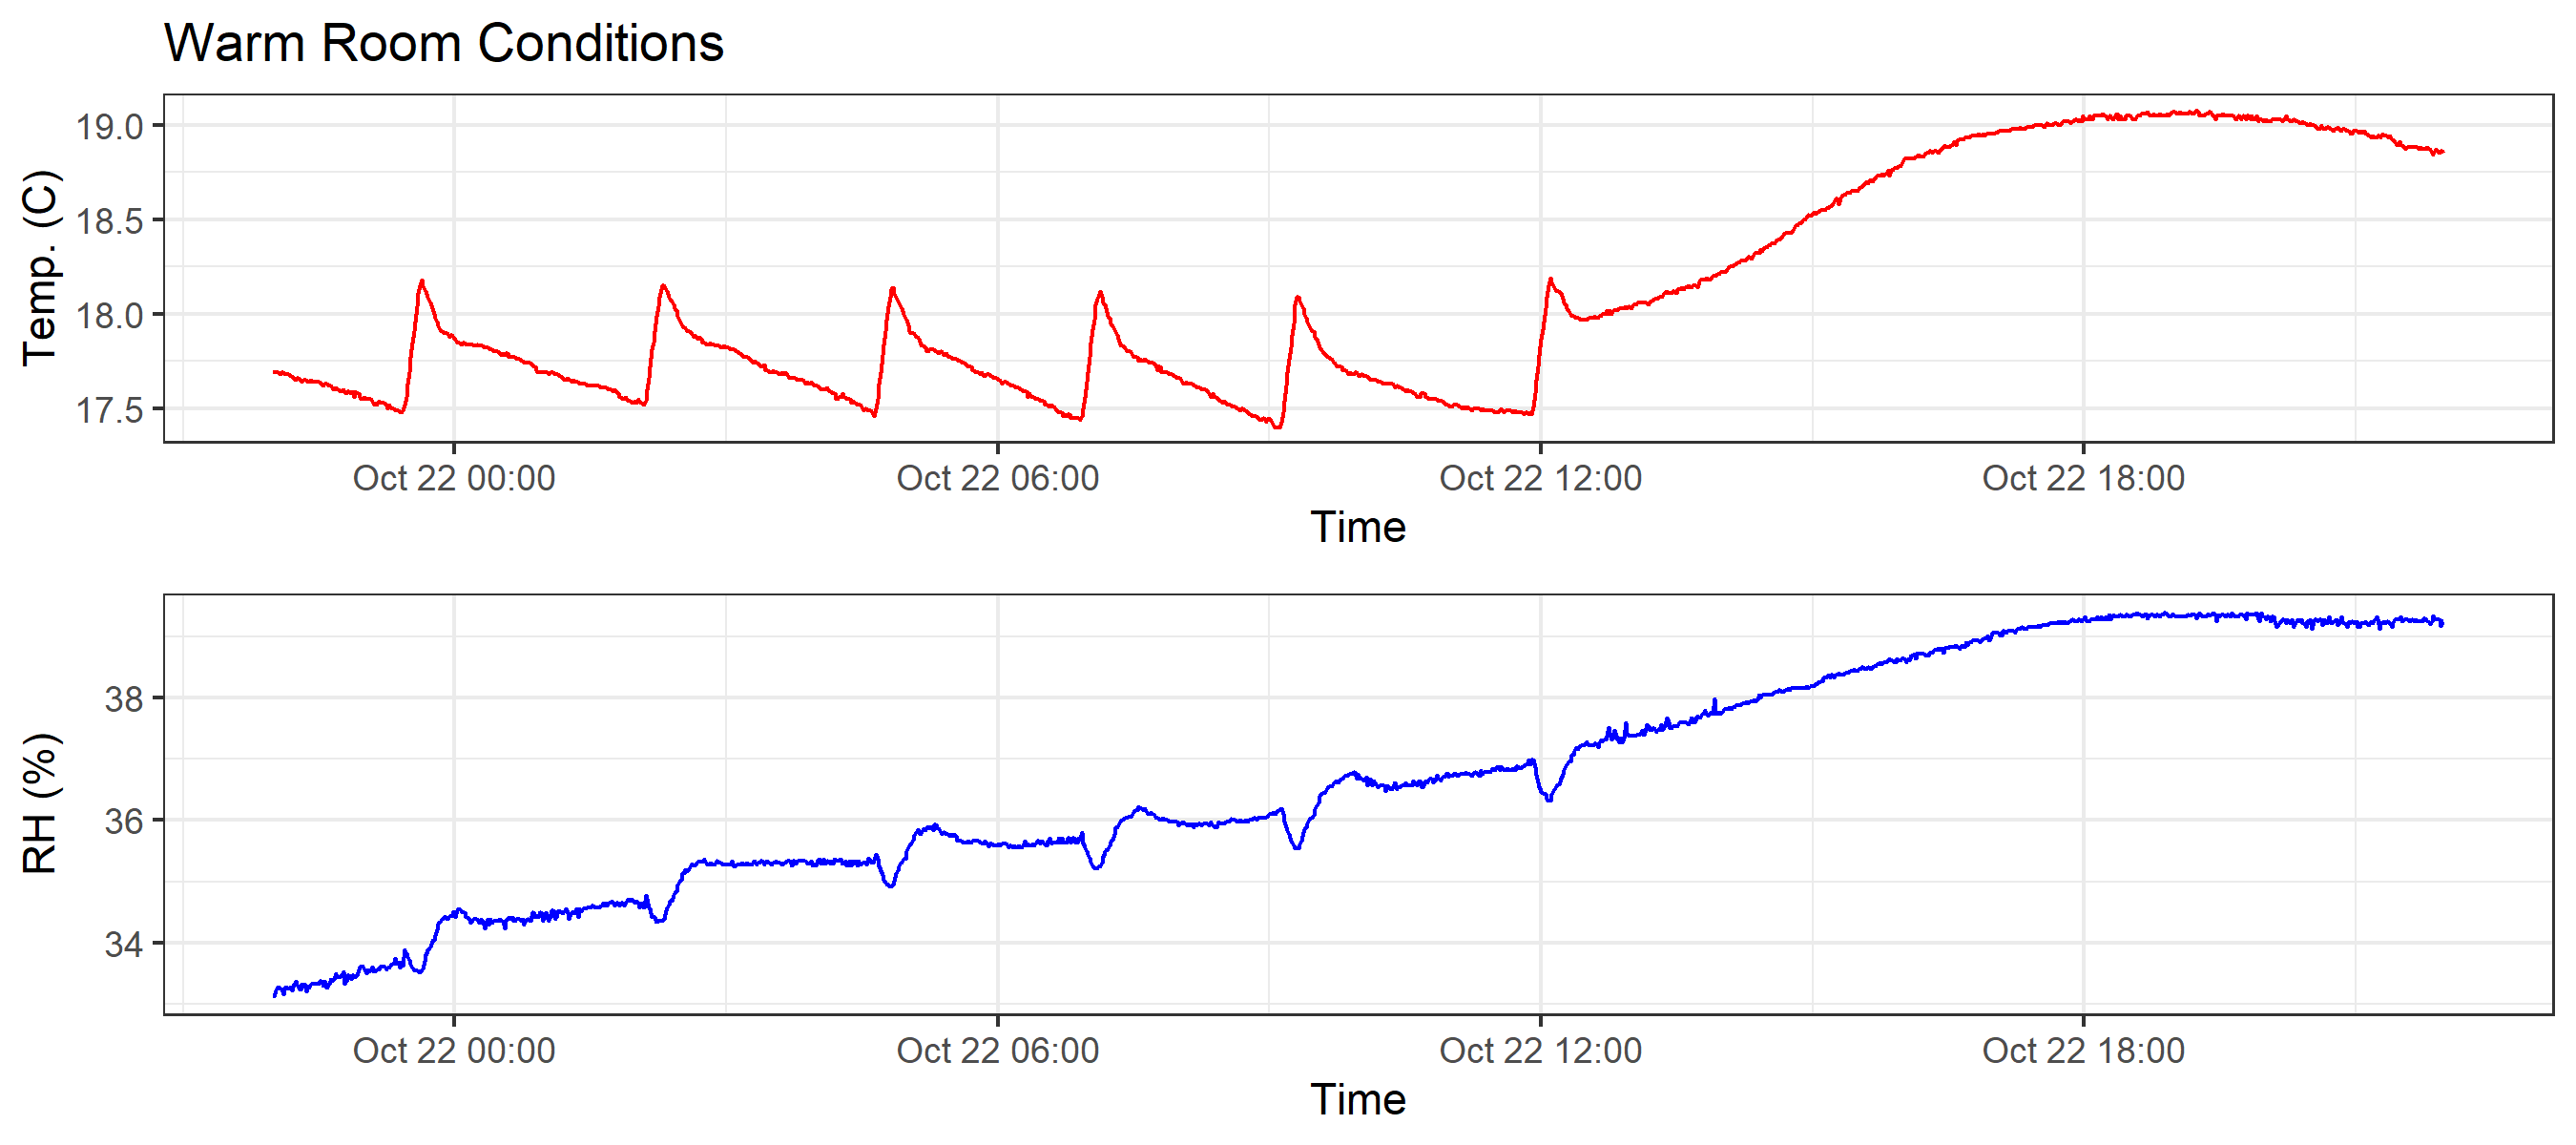 Warm Room Conditions
19.0
18.5
18.0
17.5
Temp. (C)
Oct 22 00:00 Oct 22 06:00 Oct 22 12:00 Oct 22 18:00
Time
38
36
34
RH (%)
Oct 22 00:00 Oct 22 06:00 Oct 22 12:00 Oct 22 18:00
Time